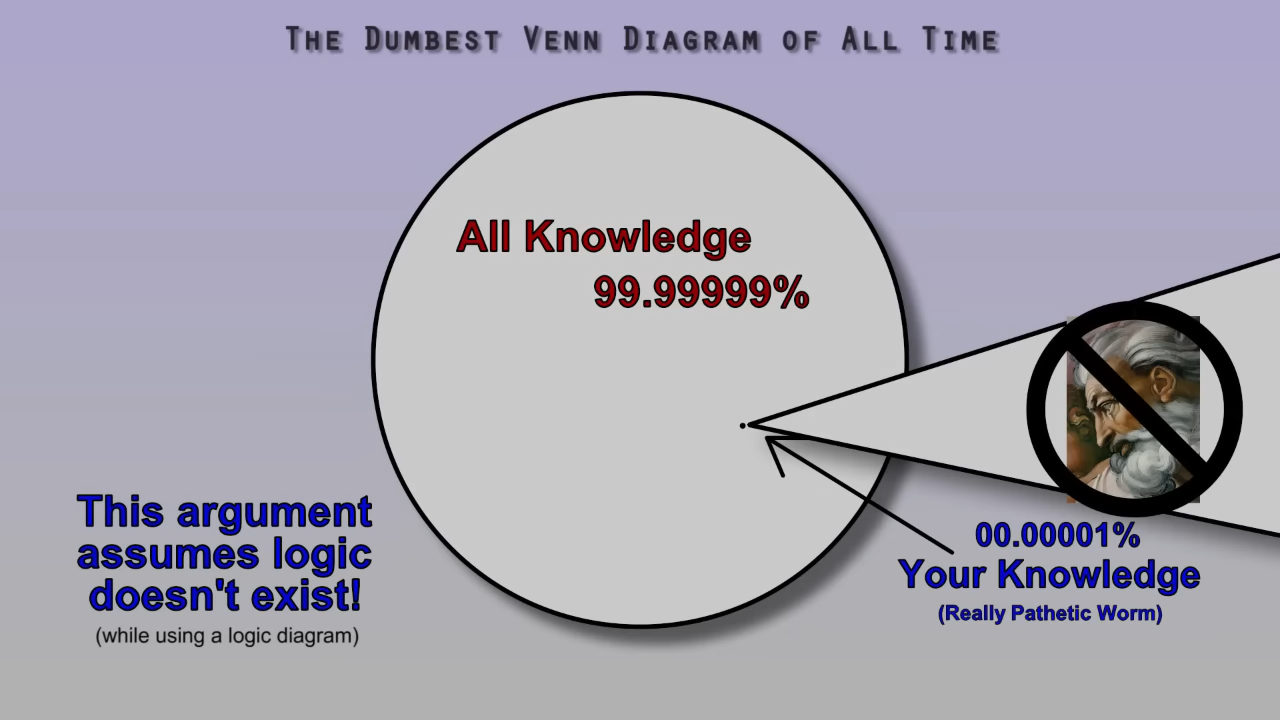 The Dumbest Venn Diagram of All Time
All Knowledge
99.99999%
This argument
assumes logic
doesn't exist!
(while using a logic diagram)
00.00001%
Your Knowledge
(Really Pathetic Worm)